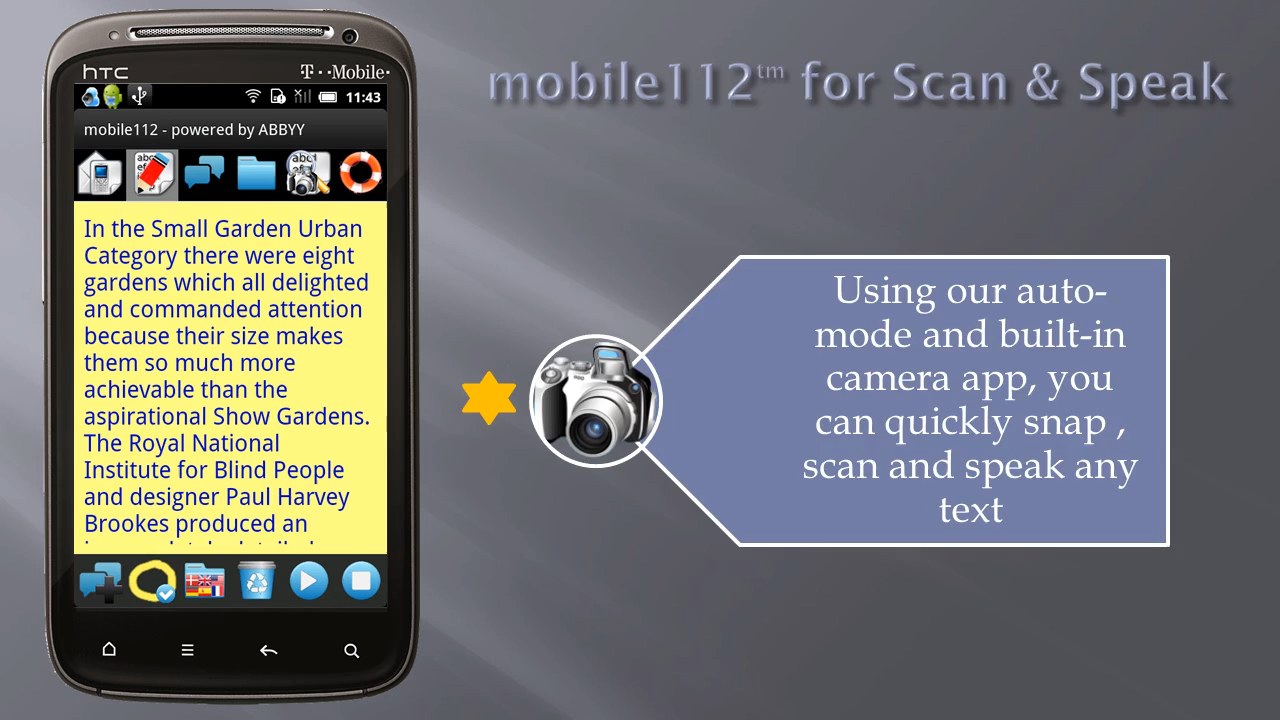 mobile112™ for Scan & Speak
hTC
T··Mobile·
11:43
mobile112 - powered by ABBYY
abc
abcd
In the Small Garden Urban
Category there were eight
gardens which all delighted
and commanded attention
because their size makes
them so much more
achievable than the
aspirational Show Gardens.
The Royal National
Institute for Blind People
and designer Paul Harvey
Brookes produced an
Using our auto-
mode and built-in
camera app, you
can quickly snap ,
scan and speak any
text